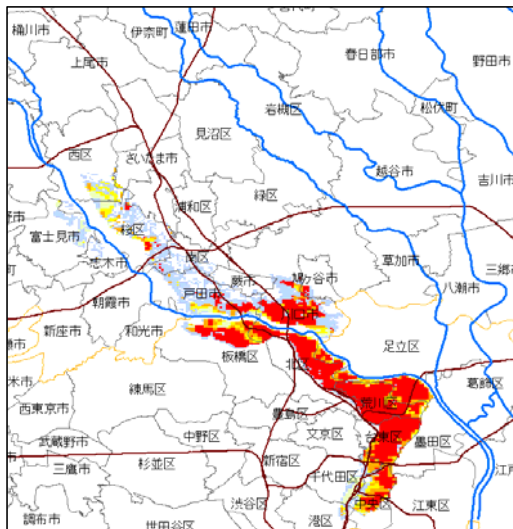 桶川市
伊奈町
蓮田市
春日部市
野田市
上尾市
岩槻区
松伏町
見沼区
西区
さいたま市
越谷市
吉川市
浦和区
緑区
桜区
富士見市
南区
志木市
草加市
三郷市
鳩ヶ谷市
蕨市
八潮市
戸田市
朝霞市
川口市
新座市
和光市
足立区
板橋区
北区
葛飾区
練馬区
西東京市
荒川区
豊島区
文京区
台東区
墨田区
武蔵野市
中野区
三鷹市
杉並区
新宿区
千代田区
江戸
中央区
江東区
渋谷区
港区
調布市
世田谷区